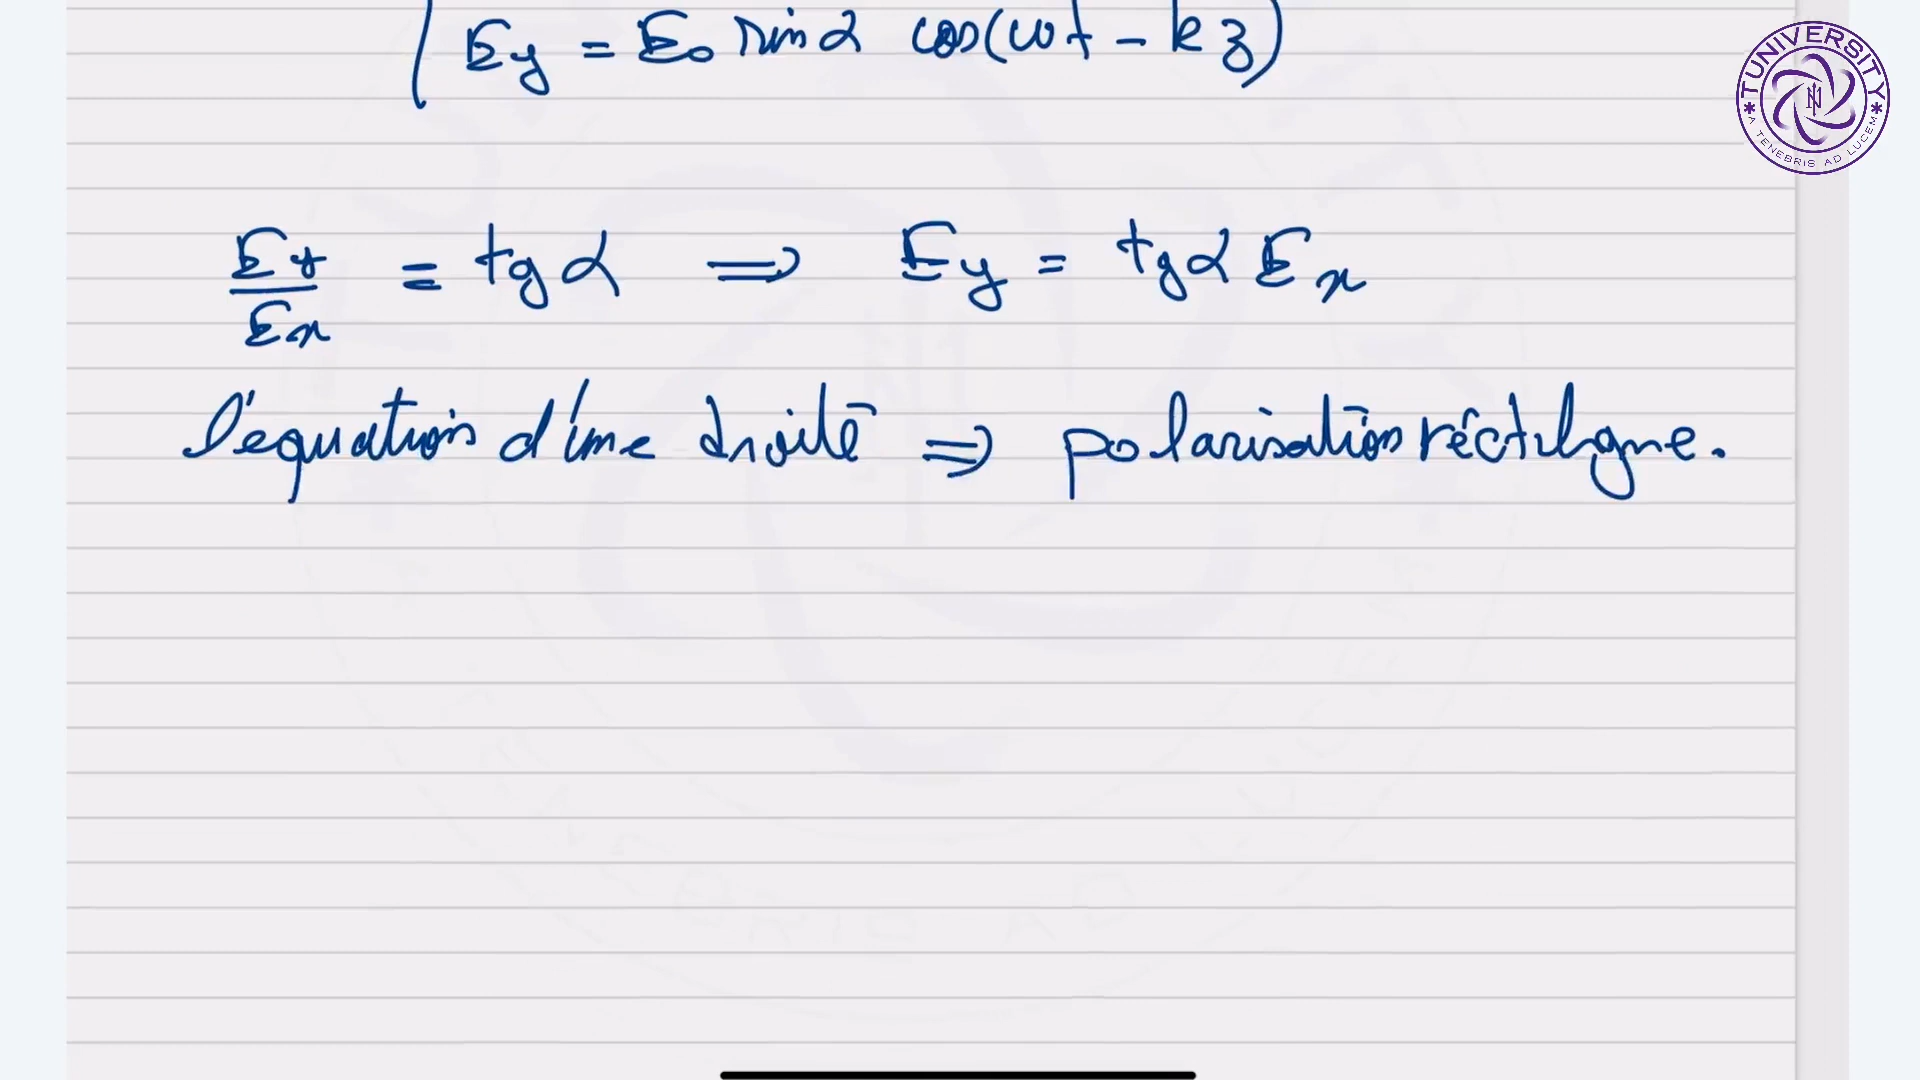 Ey = E₀ sin α cos(ωt - kz)
TUNIVERSITY
A TENEBRIS AD LUCEM
Ey/Ex = tg α ⟹ Ey = tg α Ex
l'equation d'une droite ⟹ polarisation réctiligne.